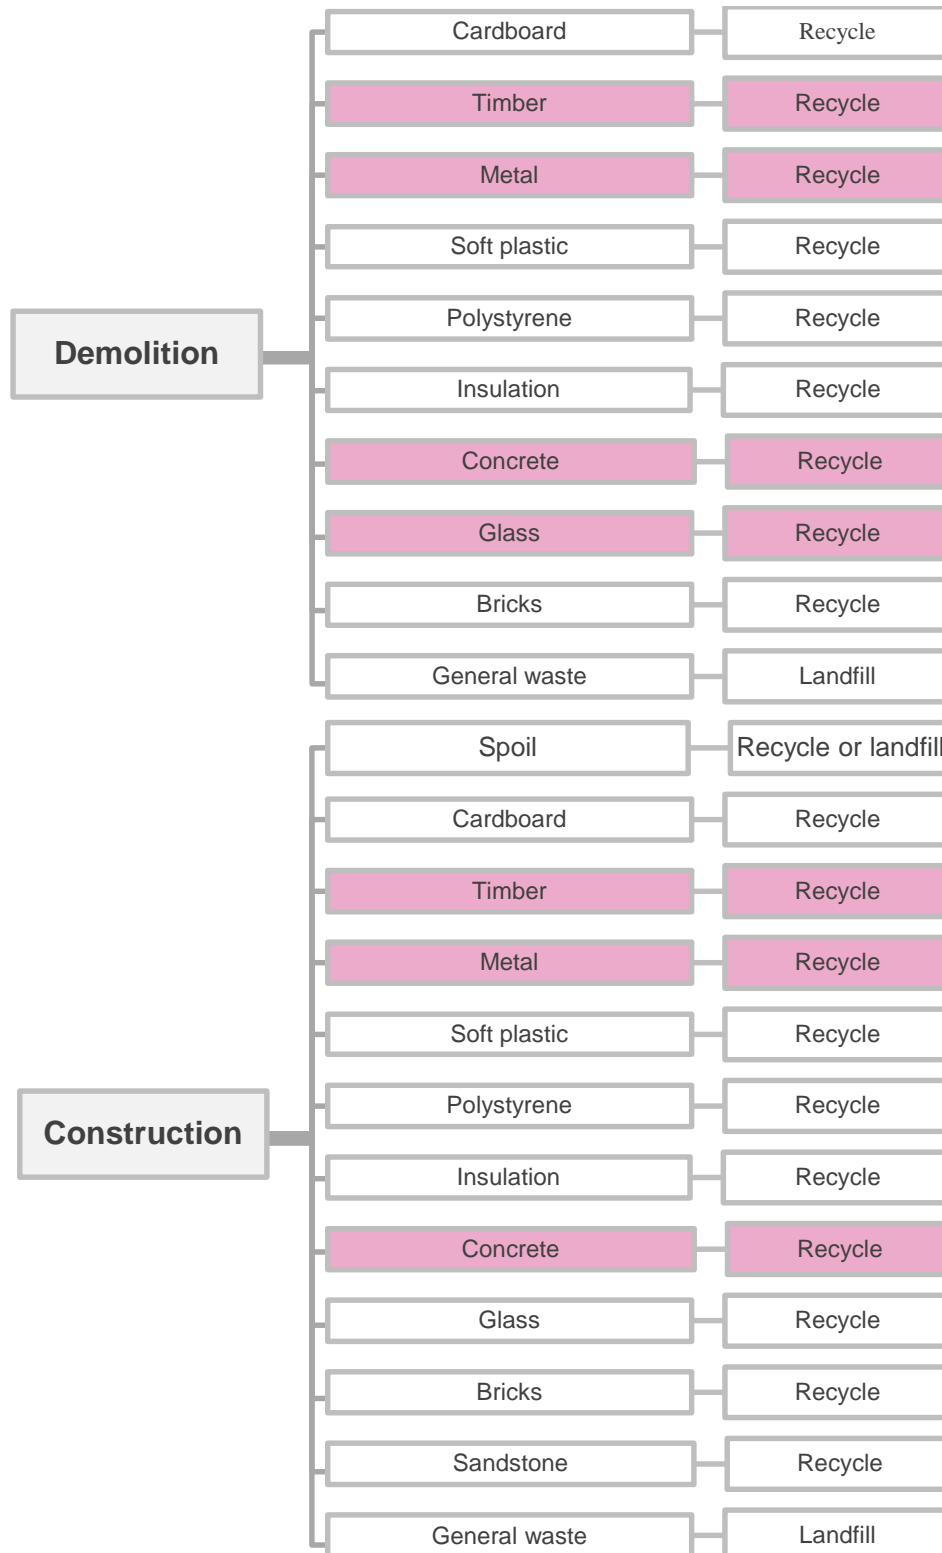 Cardboard Recycle
Timber Recycle
Metal Recycle
Soft plastic Recycle
Polystyrene Recycle
Demolition
Insulation Recycle
Concrete Recycle
Glass Recycle
Bricks Recycle
General waste Landfill
Spoil Recycle or landfill
Cardboard Recycle
Timber Recycle
Metal Recycle
Soft plastic Recycle
Polystyrene Recycle
Construction
Insulation Recycle
Concrete Recycle
Glass Recycle
Bricks Recycle
Sandstone Recycle
General waste Landfill